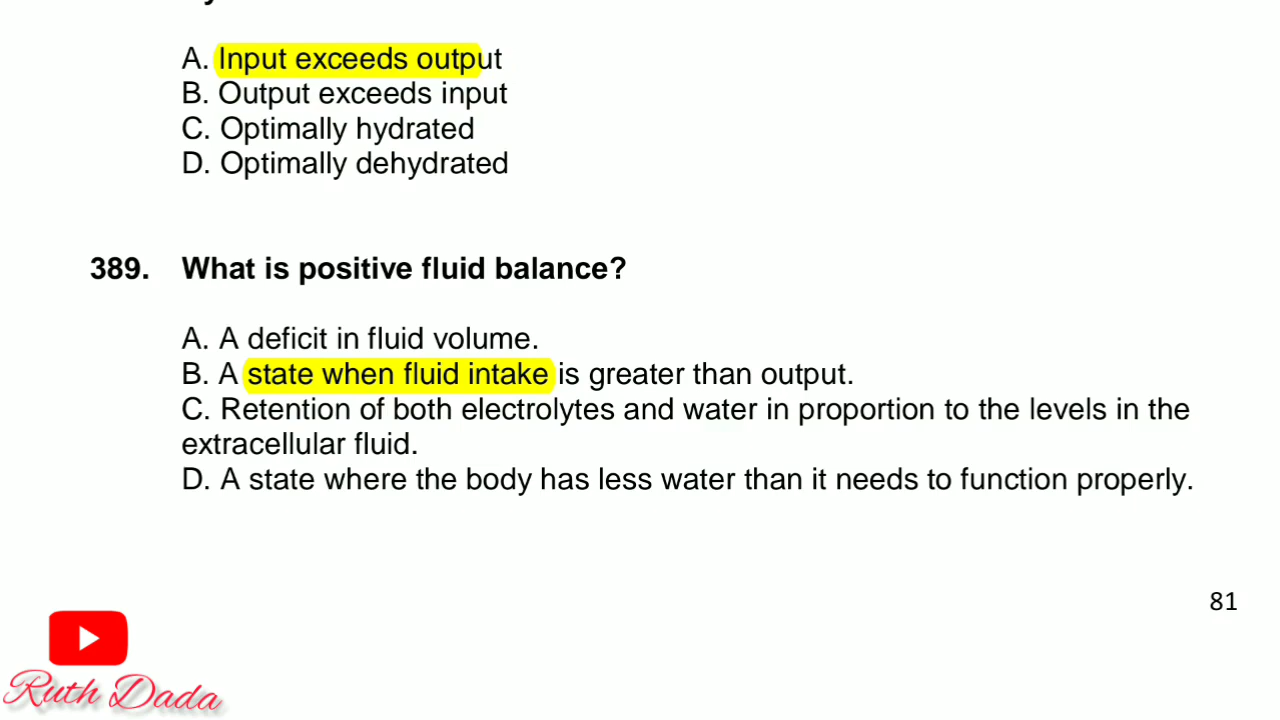 A. Input exceeds output
B. Output exceeds input
C. Optimally hydrated
D. Optimally dehydrated
389. What is positive fluid balance?
A. A deficit in fluid volume.
B. A state when fluid intake is greater than output.
C. Retention of both electrolytes and water in proportion to the levels in the
extracellular fluid.
D. A state where the body has less water than it needs to function properly.
81
Ruth Dada